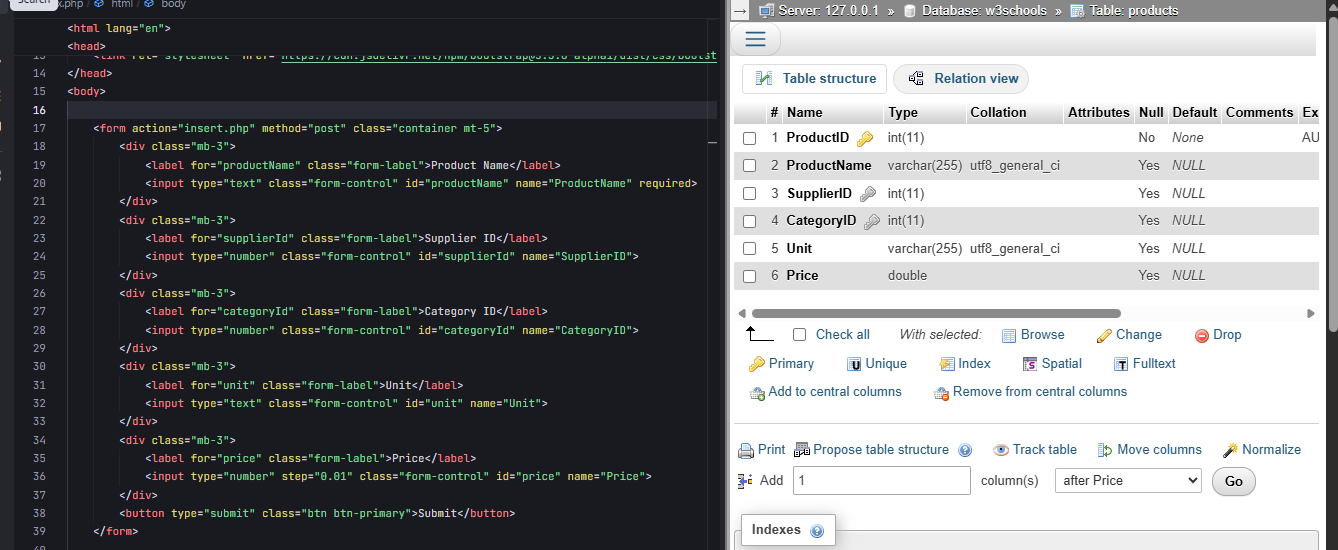 Search
x.php / html / body
<html lang="en">
<head>
13 <link rel="stylesheet" href="https://cdn.jsdelivr.net/npm/bootstrap@5.3.0-alpha1/dist/css/bootst
14 </head>
15 <body>
16
17 <form action="insert.php" method="post" class="container mt-5">
18 <div class="mb-3">
19 <label for="productName" class="form-label">Product Name</label>
20 <input type="text" class="form-control" id="productName" name="ProductName" required>
21 </div>
22 <div class="mb-3">
23 <label for="supplierId" class="form-label">Supplier ID</label>
24 <input type="number" class="form-control" id="supplierId" name="SupplierID">
25 </div>
26 <div class="mb-3">
27 <label for="categoryId" class="form-label">Category ID</label>
28 <input type="number" class="form-control" id="categoryId" name="CategoryID">
29 </div>
30 <div class="mb-3">
31 <label for="unit" class="form-label">Unit</label>
32 <input type="text" class="form-control" id="unit" name="Unit">
33 </div>
34 <div class="mb-3">
35 <label for="price" class="form-label">Price</label>
36 <input type="number" step="0.01" class="form-control" id="price" name="Price">
37 </div>
38 <button type="submit" class="btn btn-primary">Submit</button>
39 </form>
40
Server: 127.0.0.1 » Database: w3schools » Table: products
Table structure Relation view
# Name Type Collation Attributes Null Default Comments Ex
1 ProductID int(11) No None AU
2 ProductName varchar(255) utf8_general_ci Yes NULL
3 SupplierID int(11) Yes NULL
4 CategoryID int(11) Yes NULL
5 Unit varchar(255) utf8_general_ci Yes NULL
6 Price double Yes NULL
Check all With selected: Browse Change Drop
Primary Unique Index Spatial Fulltext
Add to central columns Remove from central columns
Print Propose table structure Track table Move columns Normalize
Add 1 column(s) after Price Go
Indexes